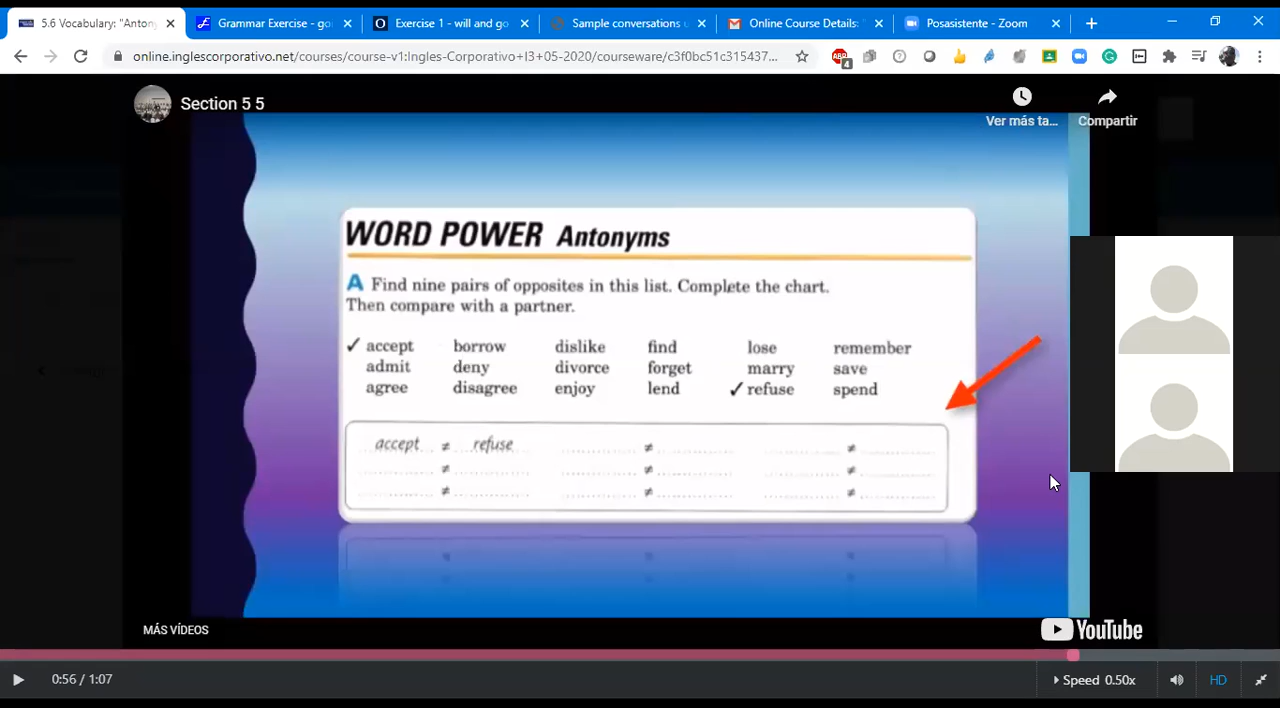 5.6 Vocabulary: "Anton
Grammar Exercise - go
Exercise 1 - will and go
Sample conversations
Online Course Details:
Posasistente - Zoom
online.inglescorporativo.net/courses/course-v1:Ingles-Corporativo+I3+05-2020/courseware/c3f0bc51c315437...
ABP
4
Section 5 5
Ver más ta...
Compartir
WORD POWER Antonyms
A Find nine pairs of opposites in this list. Complete the chart.
Then compare with a partner.
✓ accept borrow dislike find lose remember
admit deny divorce forget marry save
agree disagree enjoy lend ✓ refuse spend
accept ≠ refuse ≠ ≠
≠ ≠ ≠
≠ ≠ ≠
MÁS VÍDEOS
YouTube
0:56 / 1:07
Speed 0.50x
HD